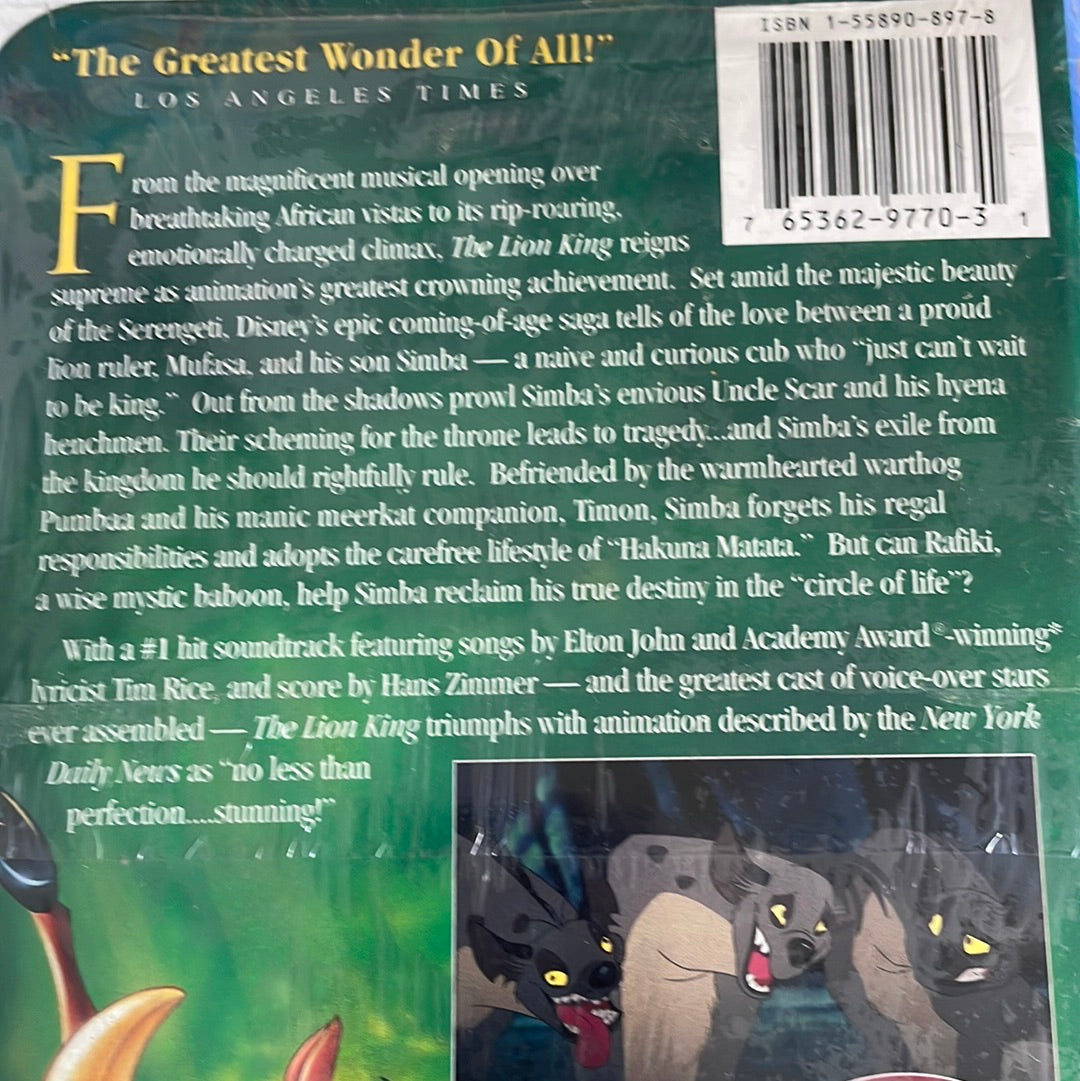 ISBN 1-55890-897-8
"The Greatest Wonder Of All!"
LOS ANGELES TIMES
7 65362-9770-3 1
From the magnificent musical opening over
breathtaking African vistas to its rip-roaring,
emotionally charged climax, The Lion King reigns
supreme as animation's greatest crowning achievement. Set amid the majestic beauty
of the Serengeti, Disney's epic coming-of-age saga tells of the love between a proud
lion ruler, Mufasa, and his son Simba — a naive and curious cub who "just can't wait
to be king." Out from the shadows prowl Simba's envious Uncle Scar and his hyena
henchmen. Their scheming for the throne leads to tragedy...and Simba's exile from
the kingdom he should rightfully rule. Befriended by the warmhearted warthog
Pumbaa and his manic meerkat companion, Timon, Simba forgets his regal
responsibilities and adopts the carefree lifestyle of "Hakuna Matata." But can Rafiki,
a wise mystic baboon, help Simba reclaim his true destiny in the "circle of life"?
With a #1 hit soundtrack featuring songs by Elton John and Academy Award®-winning*
lyricist Tim Rice, and score by Hans Zimmer — and the greatest cast of voice-over stars
ever assembled — The Lion King triumphs with animation described by the New York
Daily News as "no less than
perfection....stunning!"